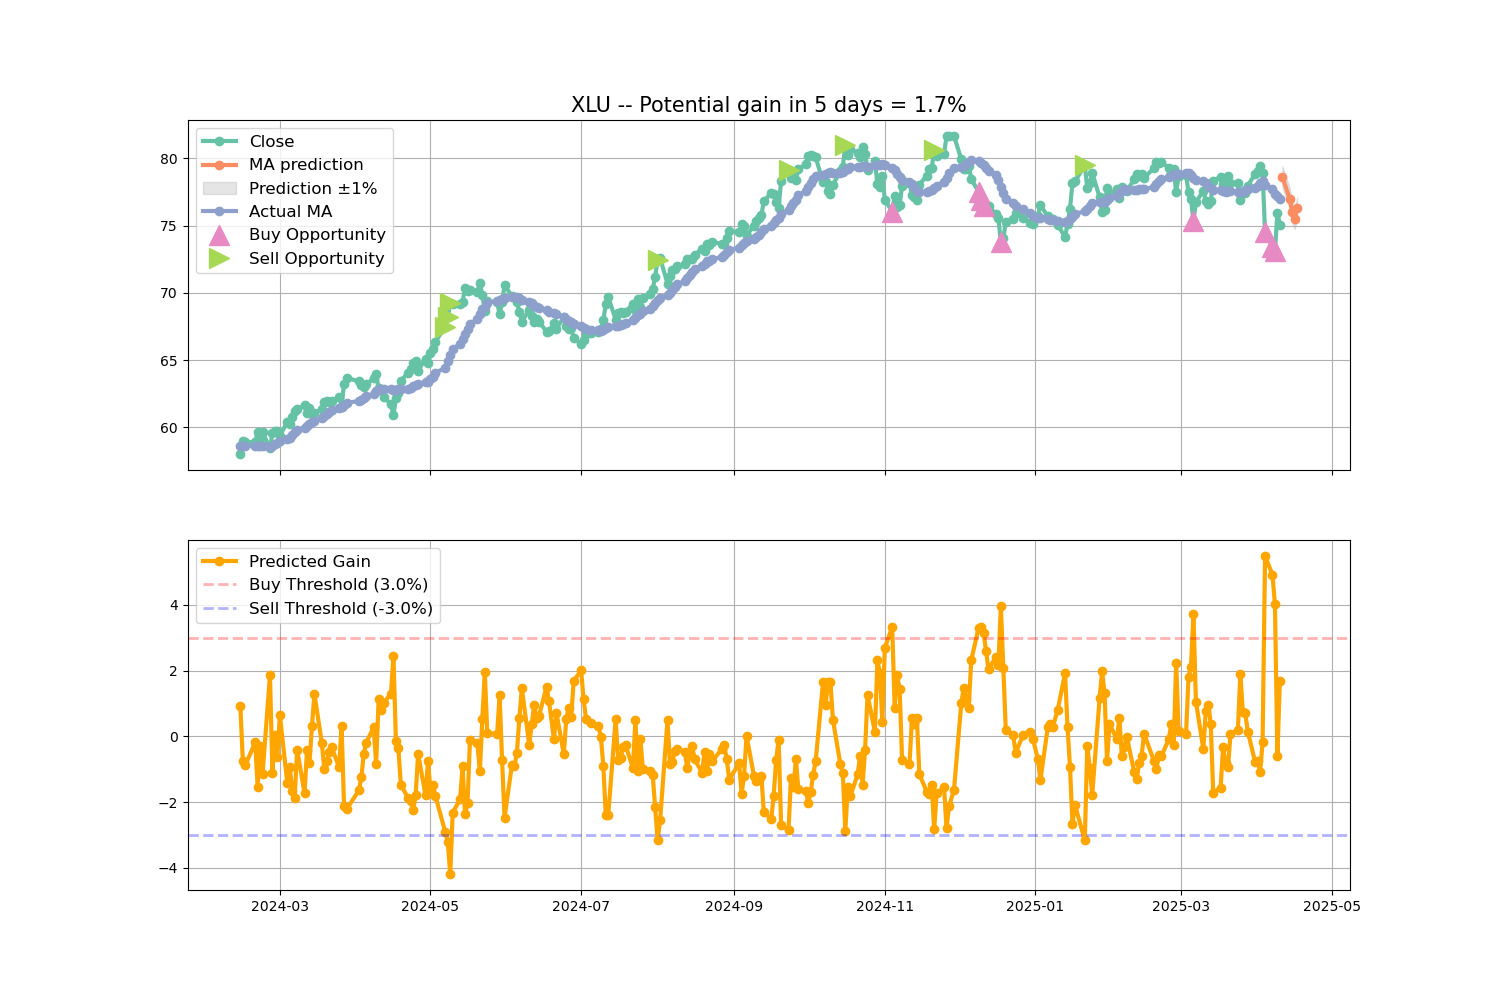 XLU -- Potential gain in 5 days = 1.7%
Close
MA prediction
Prediction ±1%
Actual MA
Buy Opportunity
Sell Opportunity
80
75
70
65
60
Predicted Gain
Buy Threshold (3.0%)
Sell Threshold (-3.0%)
4
2
0
−2
−4
2024-03 2024-05 2024-07 2024-09 2024-11 2025-01 2025-03 2025-05